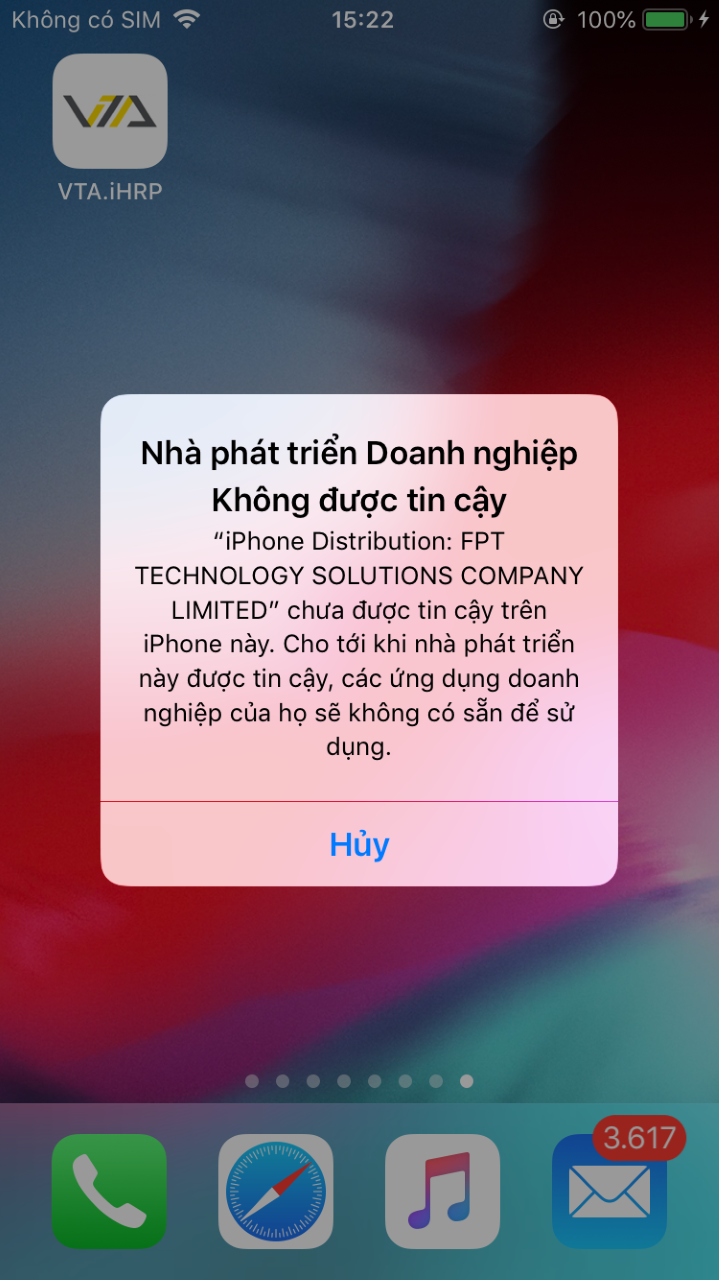 Không có SIM 15:22 100%
VTA
VTA.iHRP
Nhà phát triển Doanh nghiệp
Không được tin cậy
“iPhone Distribution: FPT
TECHNOLOGY SOLUTIONS COMPANY
LIMITED” chưa được tin cậy trên
iPhone này. Cho tới khi nhà phát triển
này được tin cậy, các ứng dụng doanh
nghiệp của họ sẽ không có sẵn để sử
dụng.
Hủy
3.617